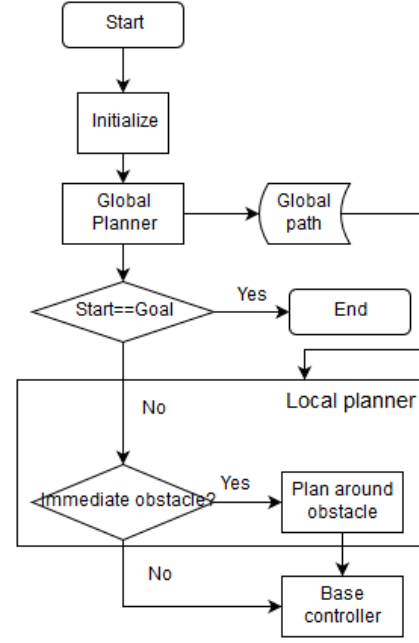 Start
Initialize
Global
Planner
Global
path
Start==Goal
Yes
End
No
Local planner
Immediate obstacle?
Yes
Plan around
obstacle
No
Base
controller